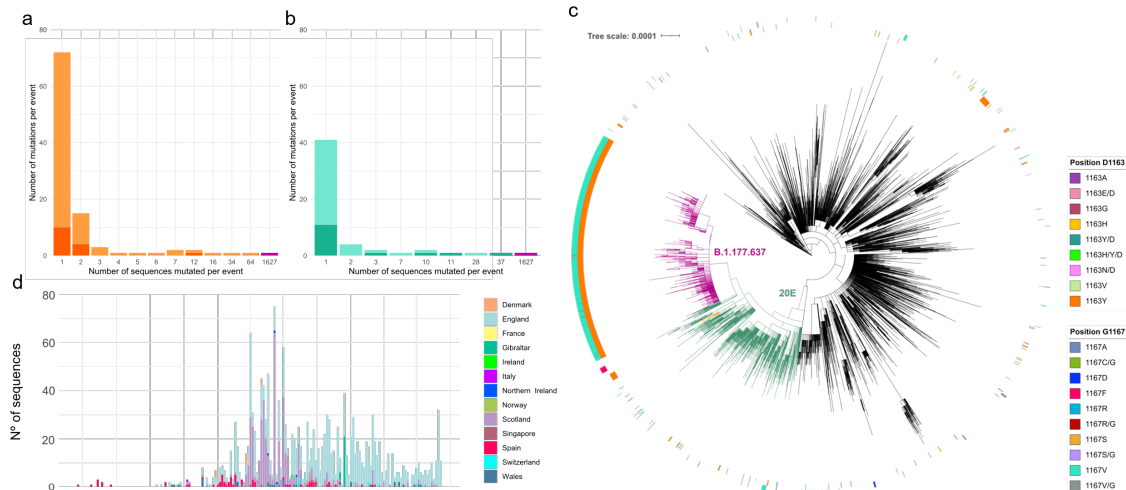 a
80
60
40
20
0
Number of mutations per event
1 2 3 4 5 6 7 12 16 34 64 1627
Number of sequences mutated per event
b
80
60
40
20
0
Number of mutations per event
1 2 3 7 10 11 28 37 1627
Number of sequences mutated per event
c
Tree scale: 0.0001
B.1.177.637
20E
Position D1163
1163A
1163E/D
1163G
1163H
1163Y/D
1163H/Y/D
1163N/D
1163V
1163Y
Position G1167
1167A
1167C/G
1167D
1167F
1167R
1167R/G
1167S
1167S/G
1167V
1167V/G
d
80
60
40
20
0
Nº of sequences
Denmark
England
France
Gibraltar
Ireland
Italy
Northern Ireland
Norway
Scotland
Singapore
Spain
Switzerland
Wales